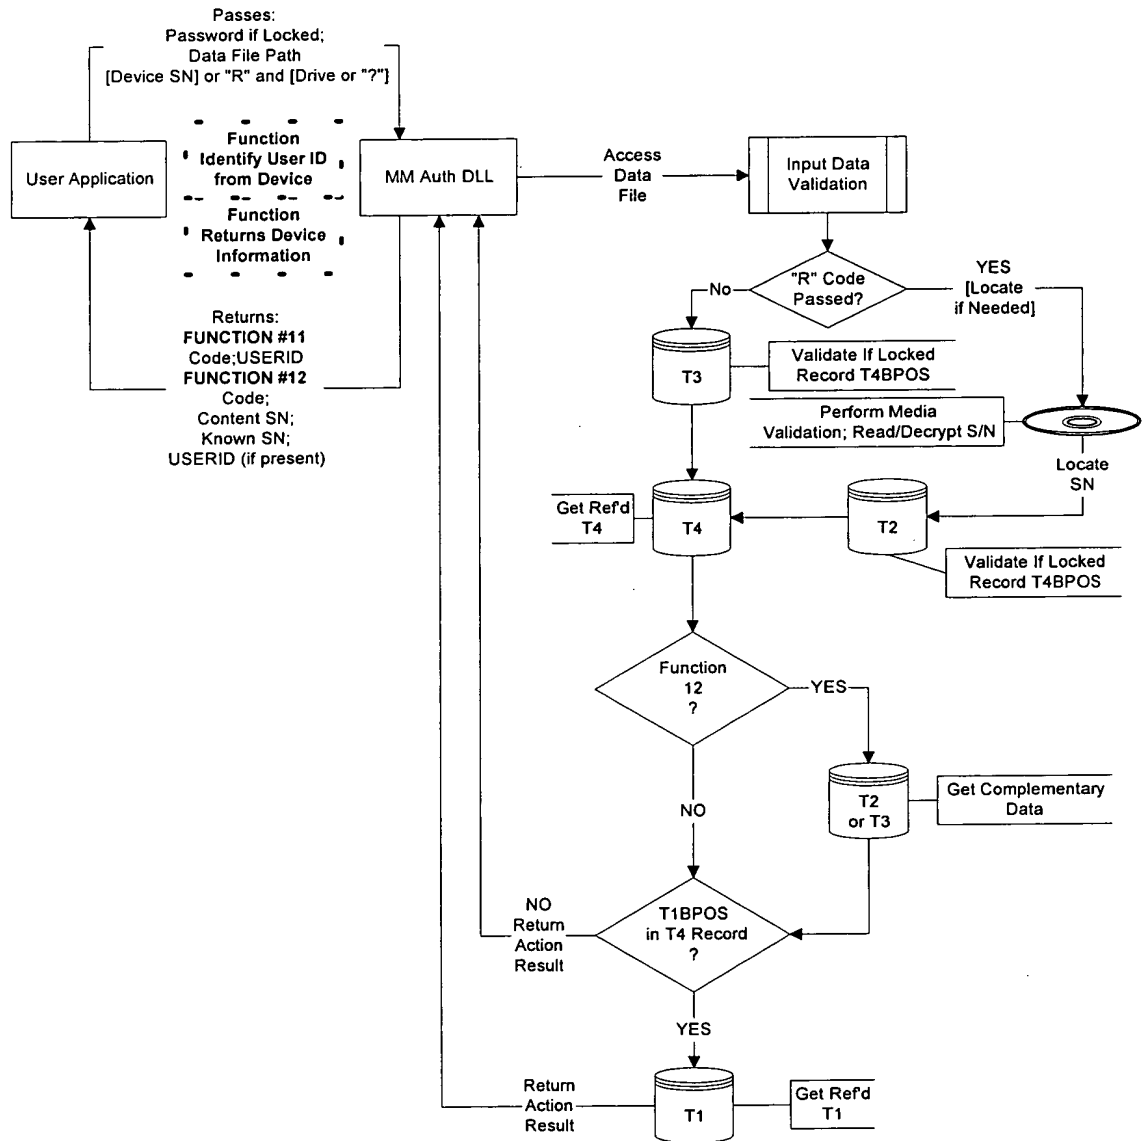 Passes:
Password if Locked;
Data File Path
[Device SN] or "R" and [Drive or "?"}
User Application
Function
Identify User ID
from Device
Function
Returns Device
Information
MM Auth DLL
Access
Data
File
Input Data
Validation
Returns:
FUNCTION #11
Code;USERID
FUNCTION #12
Code;
Content SN;
Known SN;
USERID (if present)
"R" Code
Passed?
No
YES
[Locate
if Needed]
T3
Validate If Locked
Record T4BPOS
Perform Media
Validation; Read/Decrypt S/N
Locate
SN
Get Ref'd
T4
T4
T2
Validate If Locked
Record T4BPOS
Function
12
?
YES
NO
T2
or T3
Get Complementary
Data
T1BPOS
in T4 Record
?
NO
Return
Action
Result
YES
Return
Action
Result
T1
Get Ref'd
T1